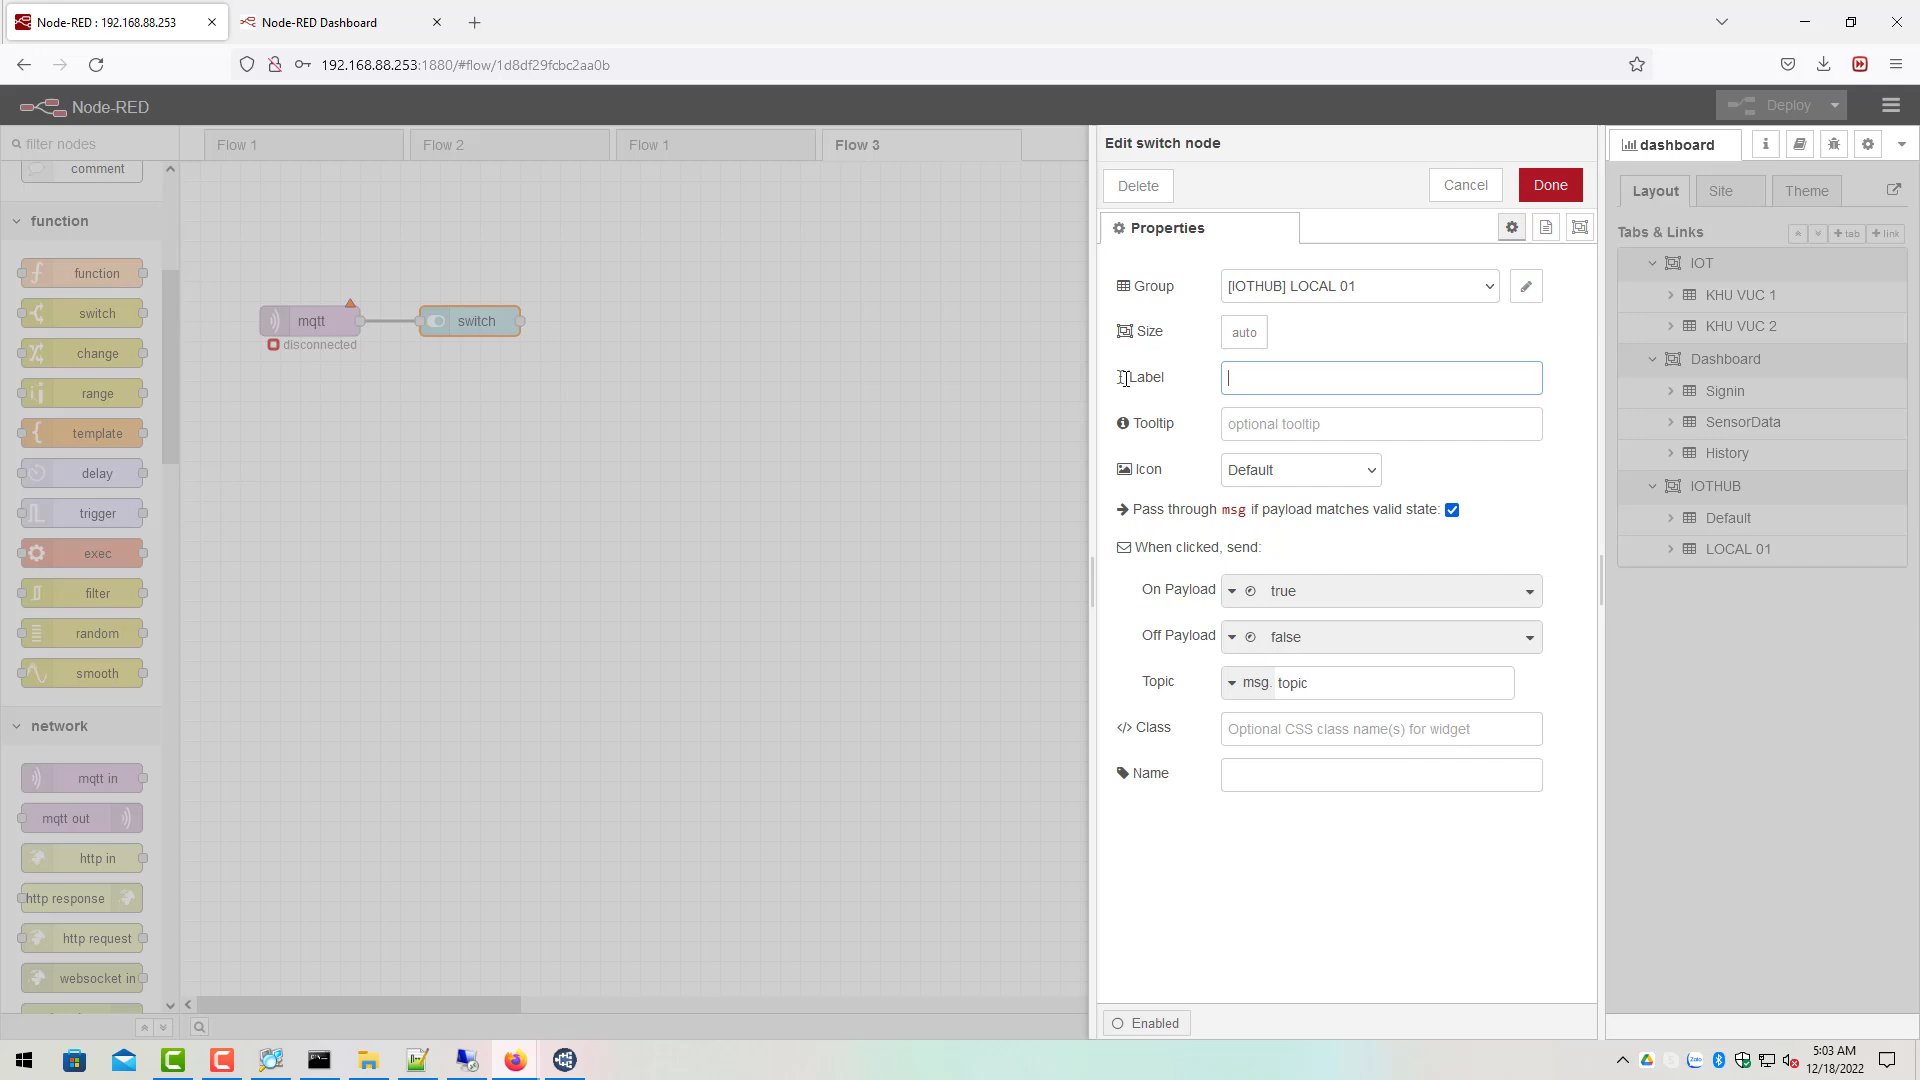 Node-RED : 192.168.88.253
Node-RED Dashboard
192.168.88.253:1880/#flow/1d8df29fcbc2aa0b
Node-RED
Deploy
filter nodes
Flow 1
Flow 2
Flow 1
Flow 3
comment
function
function
switch
change
range
template
delay
trigger
exec
filter
random
smooth
network
mqtt in
mqtt out
http in
http response
http request
websocket in
mqtt
disconnected
switch
Edit switch node
Delete
Cancel
Done
Properties
Group
[IOTHUB] LOCAL 01
Size
auto
Label
Tooltip
optional tooltip
Icon
Default
Pass through msg if payload matches valid state:
When clicked, send:
On Payload
true
Off Payload
false
Topic
msg. topic
</> Class
Optional CSS class name(s) for widget
Name
Enabled
dashboard
Layout
Site
Theme
Tabs & Links
+ tab
+ link
IOT
KHU VUC 1
KHU VUC 2
Dashboard
Signin
SensorData
History
IOTHUB
Default
LOCAL 01
5:03 AM
12/18/2022